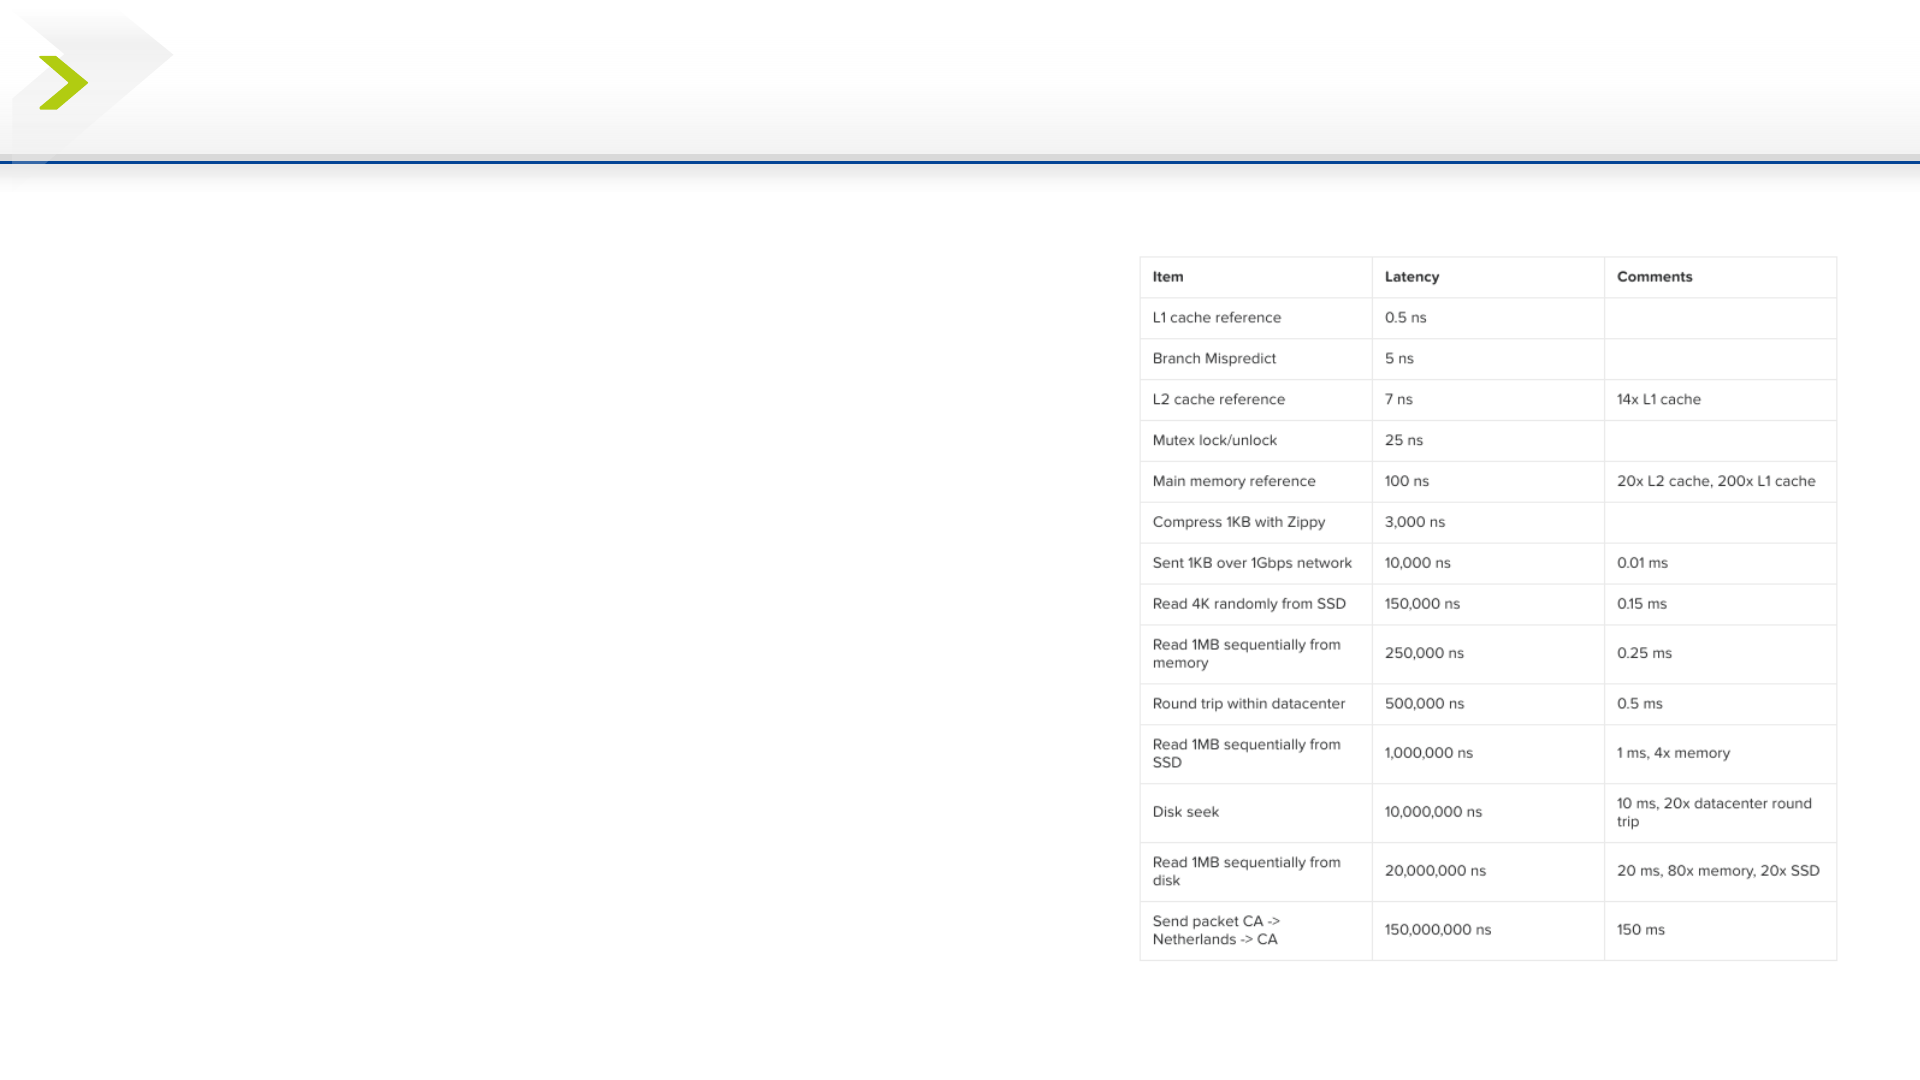 Item Latency Comments
L1 cache reference 0.5 ns
Branch Mispredict 5 ns
L2 cache reference 7 ns 14x L1 cache
Mutex lock/unlock 25 ns
Main memory reference 100 ns 20x L2 cache, 200x L1 cache
Compress 1KB with Zippy 3,000 ns
Sent 1KB over 1Gbps network 10,000 ns 0.01 ms
Read 4K randomly from SSD 150,000 ns 0.15 ms
Read 1MB sequentially from
memory 250,000 ns 0.25 ms
Round trip within datacenter 500,000 ns 0.5 ms
Read 1MB sequentially from
SSD 1,000,000 ns 1 ms, 4x memory
Disk seek 10,000,000 ns 10 ms, 20x datacenter round
trip
Read 1MB sequentially from
disk 20,000,000 ns 20 ms, 80x memory, 20x SSD
Send packet CA ->
Netherlands -> CA 150,000,000 ns 150 ms